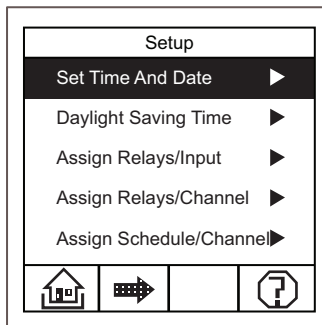 Setup
Set Time And Date
Daylight Saving Time
Assign Relays/Input
Assign Relays/Channel
Assign Schedule/Channel
?